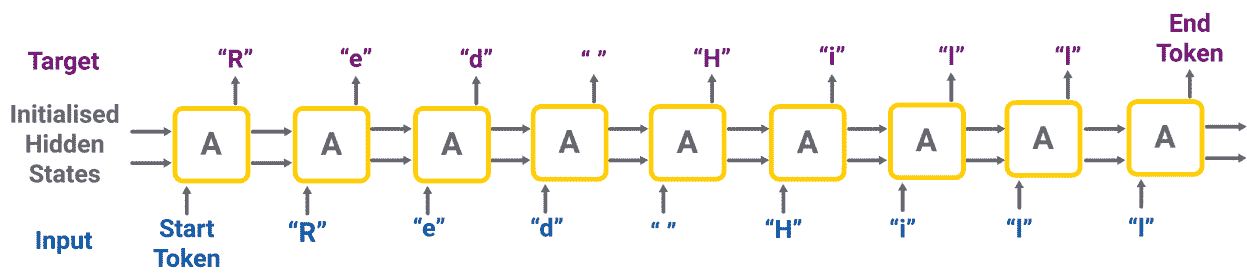 Target “R” “e” “d” “ ” “H” “i” “l” “l” End Token
Initialised Hidden States
A A A A A A A A A
Input Start Token “R” “e” “d” “ ” “H” “i” “l” “l”